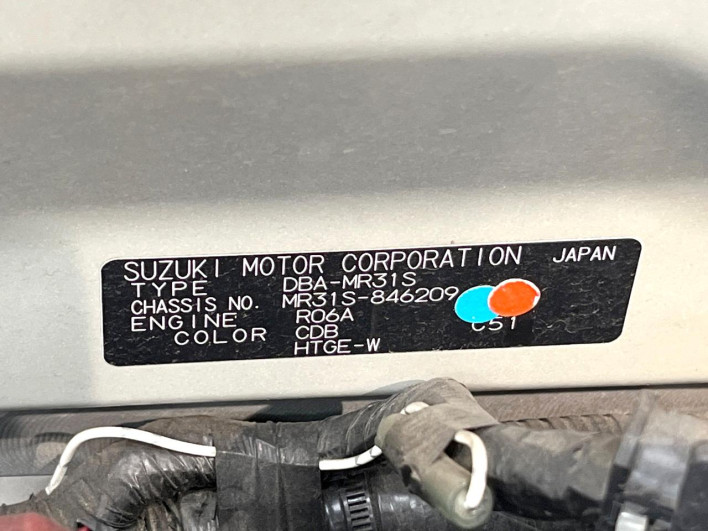 SUZUKI MOTOR CORPORATION JAPAN
TYPE DBA-MR31S
CHASSIS NO. MR31S-846209
ENGINE R06A
COLOR CDB C51
HTGE-W